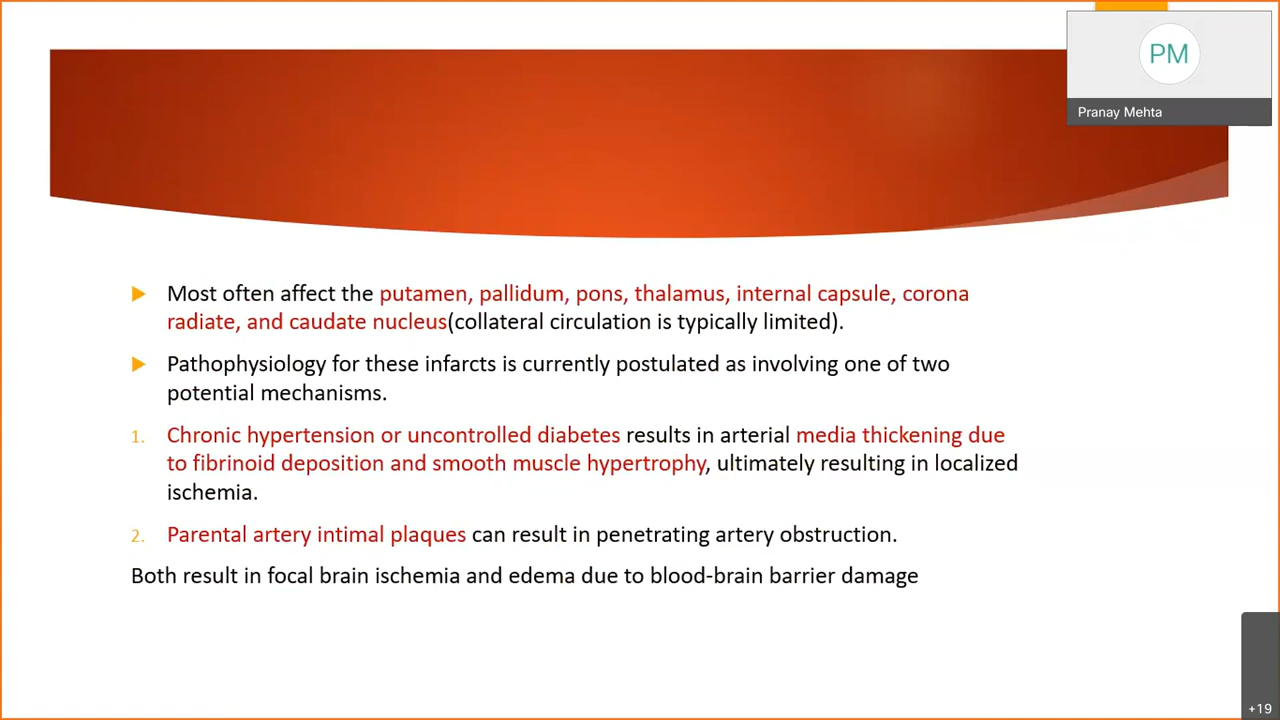 PM
Pranay Mehta
Most often affect the putamen, pallidum, pons, thalamus, internal capsule, corona
radiate, and caudate nucleus(collateral circulation is typically limited).
Pathophysiology for these infarcts is currently postulated as involving one of two
potential mechanisms.
1. Chronic hypertension or uncontrolled diabetes results in arterial media thickening due
to fibrinoid deposition and smooth muscle hypertrophy, ultimately resulting in localized
ischemia.
2. Parental artery intimal plaques can result in penetrating artery obstruction.
Both result in focal brain ischemia and edema due to blood-brain barrier damage
+19